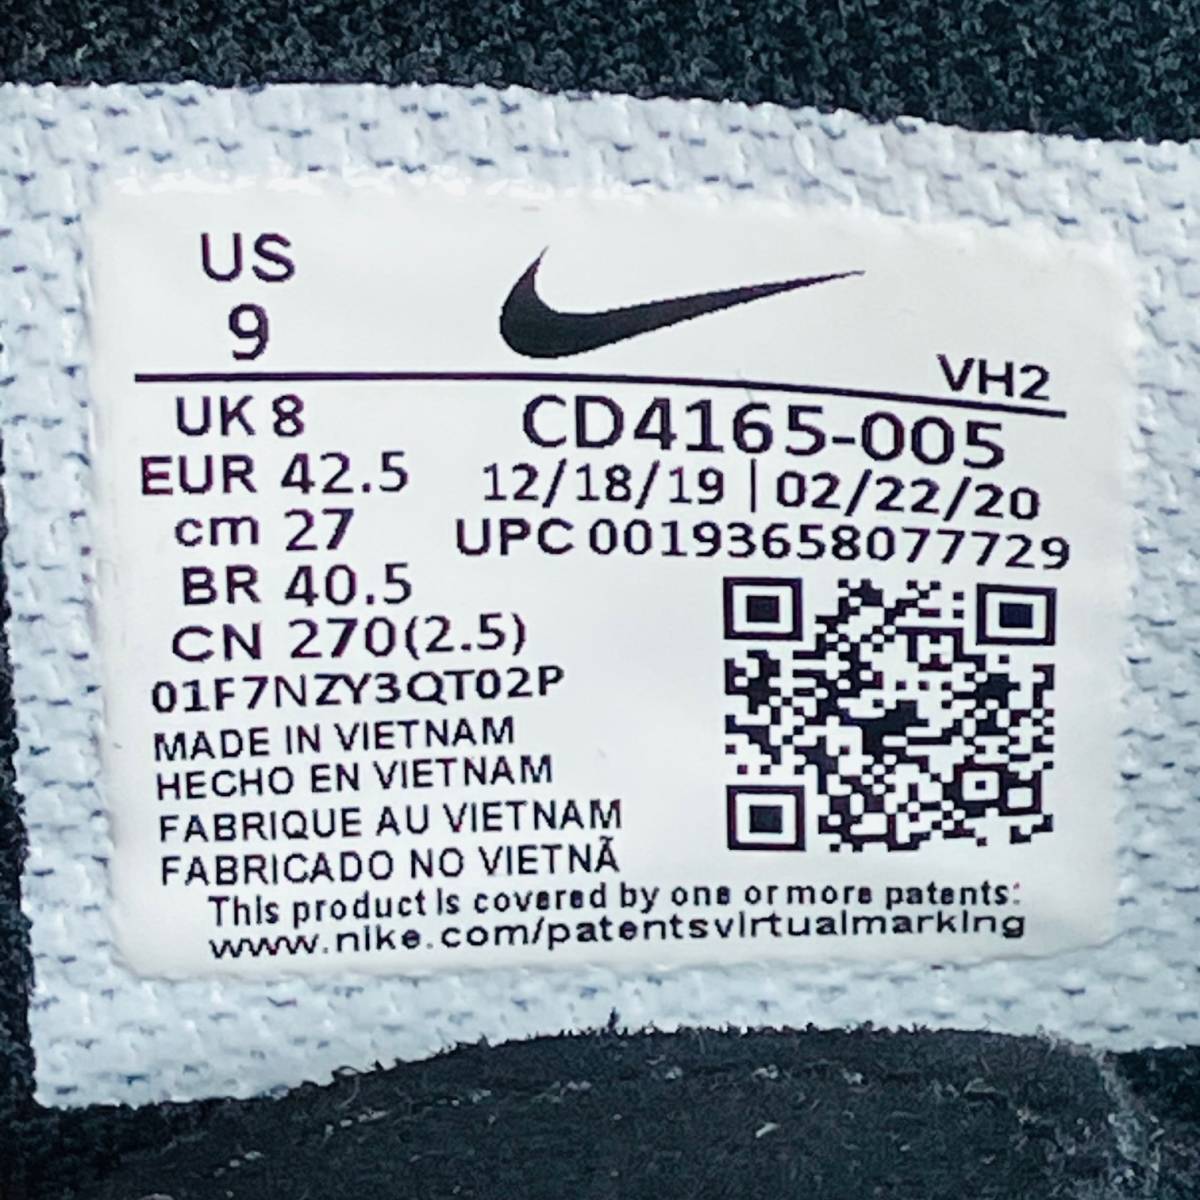 US
9
VH2
UK 8
CD4165-005
EUR 42.5
12/18/19 | 02/22/20
cm 27
UPC 00193658077729
BR 40.5
CN 270(2.5)
01F7NZY3QT02P
MADE IN VIETNAM
HECHO EN VIETNAM
FABRIQUE AU VIETNAM
FABRICADO NO VIETNÃ
This product is covered by one or more patents:
www.nike.com/patentsvirtualmarking